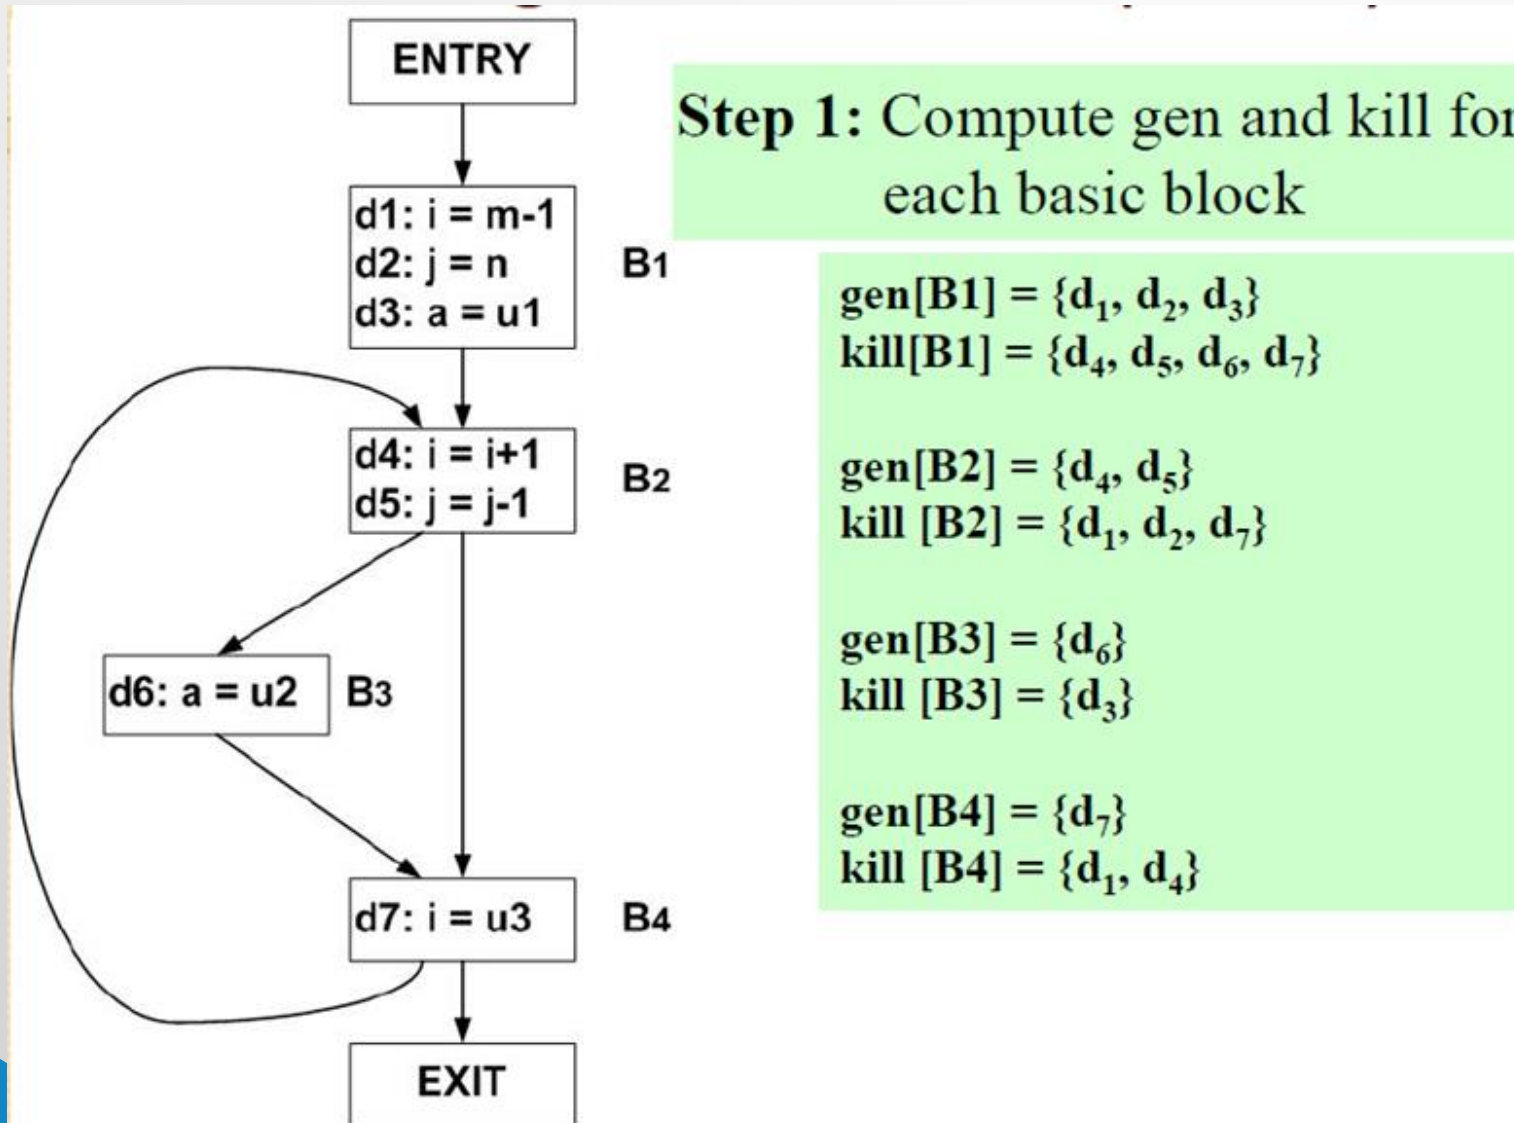 ENTRY
Step 1: Compute gen and kill for
each basic block
d1: i = m-1
d2: j = n
d3: a = u1
B1
gen[B1] = {d₁, d₂, d₃}
kill[B1] = {d₄, d₅, d₆, d₇}
d4: i = i+1
d5: j = j-1
B2
gen[B2] = {d₄, d₅}
kill [B2] = {d₁, d₂, d₇}
d6: a = u2
B3
gen[B3] = {d₆}
kill [B3] = {d₃}
gen[B4] = {d₇}
kill [B4] = {d₁, d₄}
d7: i = u3
B4
EXIT